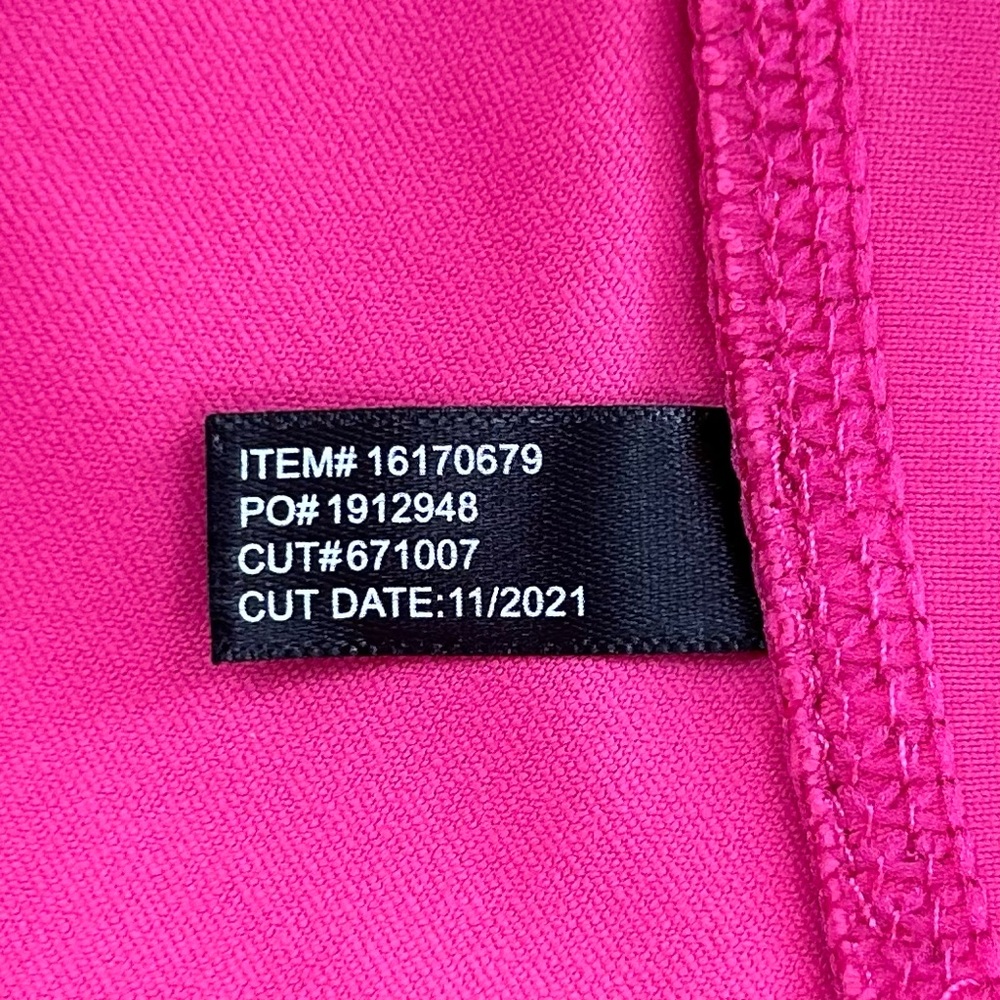 ITEM# 16170679
PO# 1912948
CUT#671007
CUT DATE:11/2021